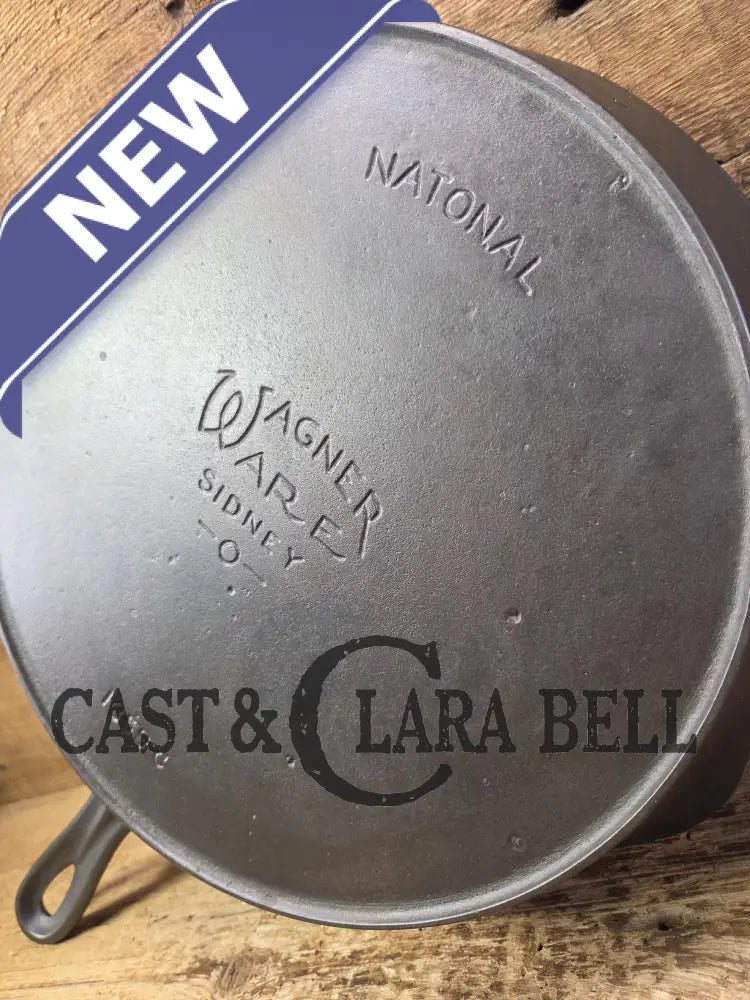 NEW
NATONAL
WAGNER
WARE
SIDNEY
-O-
CAST & CLARA BELL